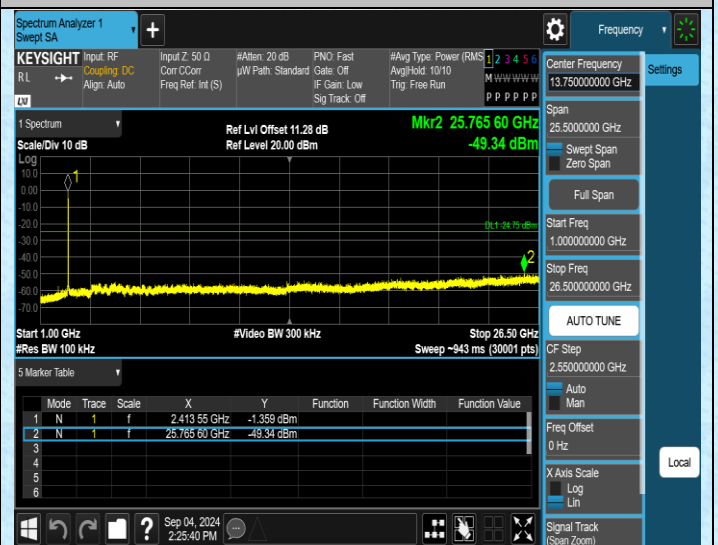 Spectrum Analyzer 1
Swept SA
+
Frequency
KEYSIGHT
Input: RF
Input Z: 50 Ω
#Atten: 20 dB
PNO: Fast
#Avg Type: Power (RMS
1 2 3 4 5 6
RL
Coupling: DC
Corr CCorr
µW Path: Standard
Gate: Off
Avg|Hold: 10/10
M W W W W W
Align: Auto
Freq Ref: Int (S)
IF Gain: Low
Trig: Free Run
Sig Track: Off
P P P P P P
LXI
1 Spectrum
Scale/Div 10 dB
Ref Lvl Offset 11.28 dB
Ref Level 20.00 dBm
Mkr2 25.765 60 GHz
-49.34 dBm
Log
10.0
0.00
-10.0
-20.0
-30.0
-40.0
-50.0
-60.0
-70.0
1
DL1 -24.75 dBm
2
Start 1.00 GHz
#Video BW 300 kHz
Stop 26.50 GHz
#Res BW 100 kHz
Sweep ~943 ms (30001 pts)
5 Marker Table
Mode Trace Scale X Y Function Function Width Function Value
1 N 1 f 2.413 55 GHz -1.359 dBm
2 N 1 f 25.765 60 GHz -49.34 dBm
3
4
5
6
?
Sep 04, 2024
2:25:40 PM
Center Frequency
13.750000000 GHz
Settings
Span
25.5000000 GHz
Swept Span
Zero Span
Full Span
Start Freq
1.000000000 GHz
Stop Freq
26.500000000 GHz
AUTO TUNE
CF Step
2.550000000 GHz
Auto
Man
Freq Offset
0 Hz
Local
X Axis Scale
Log
Lin
Signal Track
(Span Zoom)